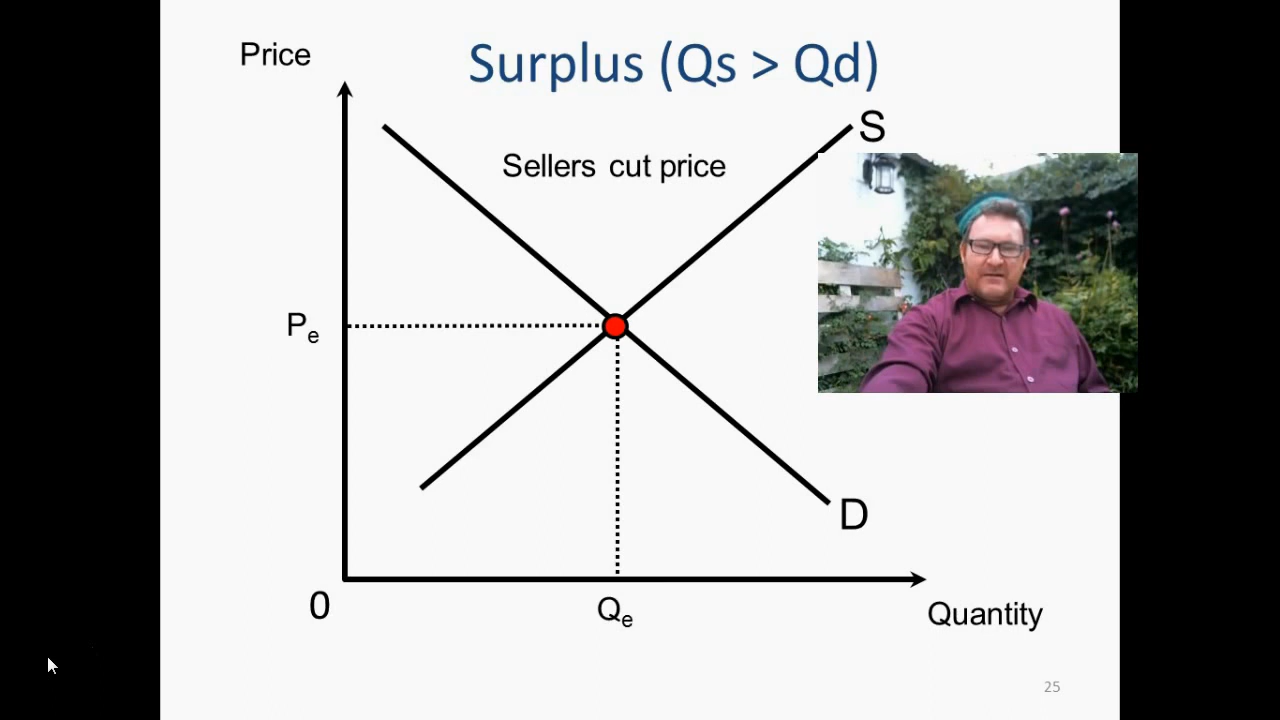 Surplus (Qs > Qd)
Price
S
Sellers cut price
Pe
D
0
Qe
Quantity
25